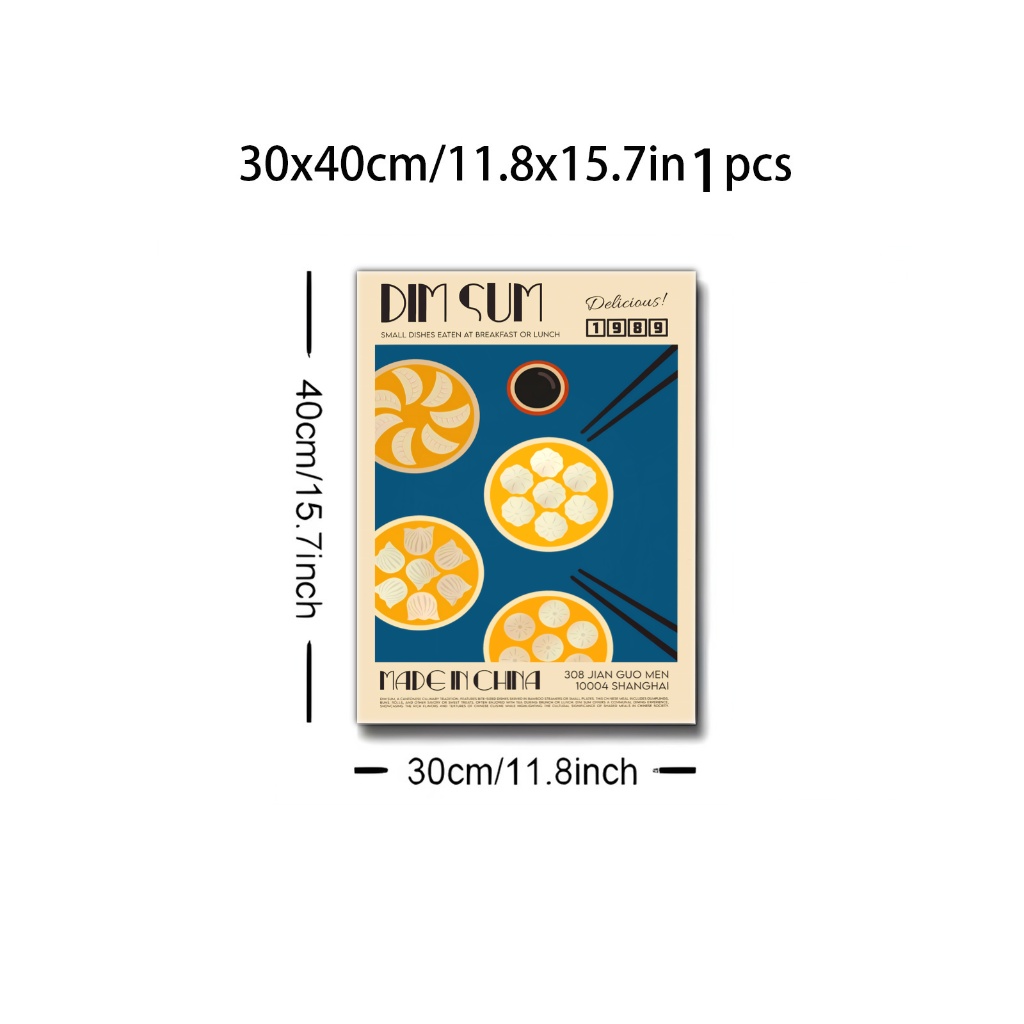 30x40cm/11.8x15.7in 1 pcs
DIM SUM
SMALL DISHES EATEN AT BREAKFAST OR LUNCH
Delicious!
1989
40cm/15.7inch
MADE IN CHINA
308 JIAN GUO MEN
10004 SHANGHAI
30cm/11.8inch